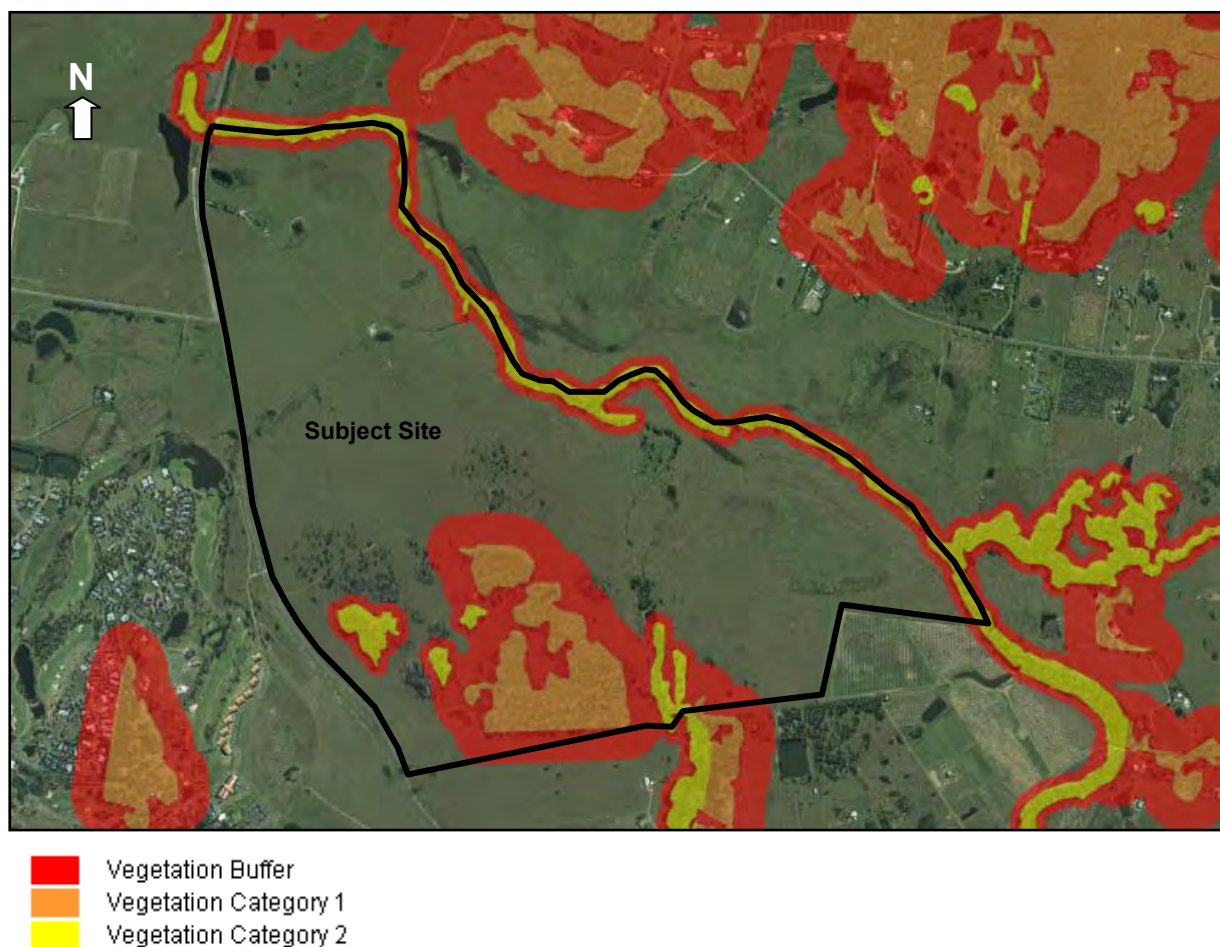 N
Subject Site
Vegetation Buffer
Vegetation Category 1
Vegetation Category 2